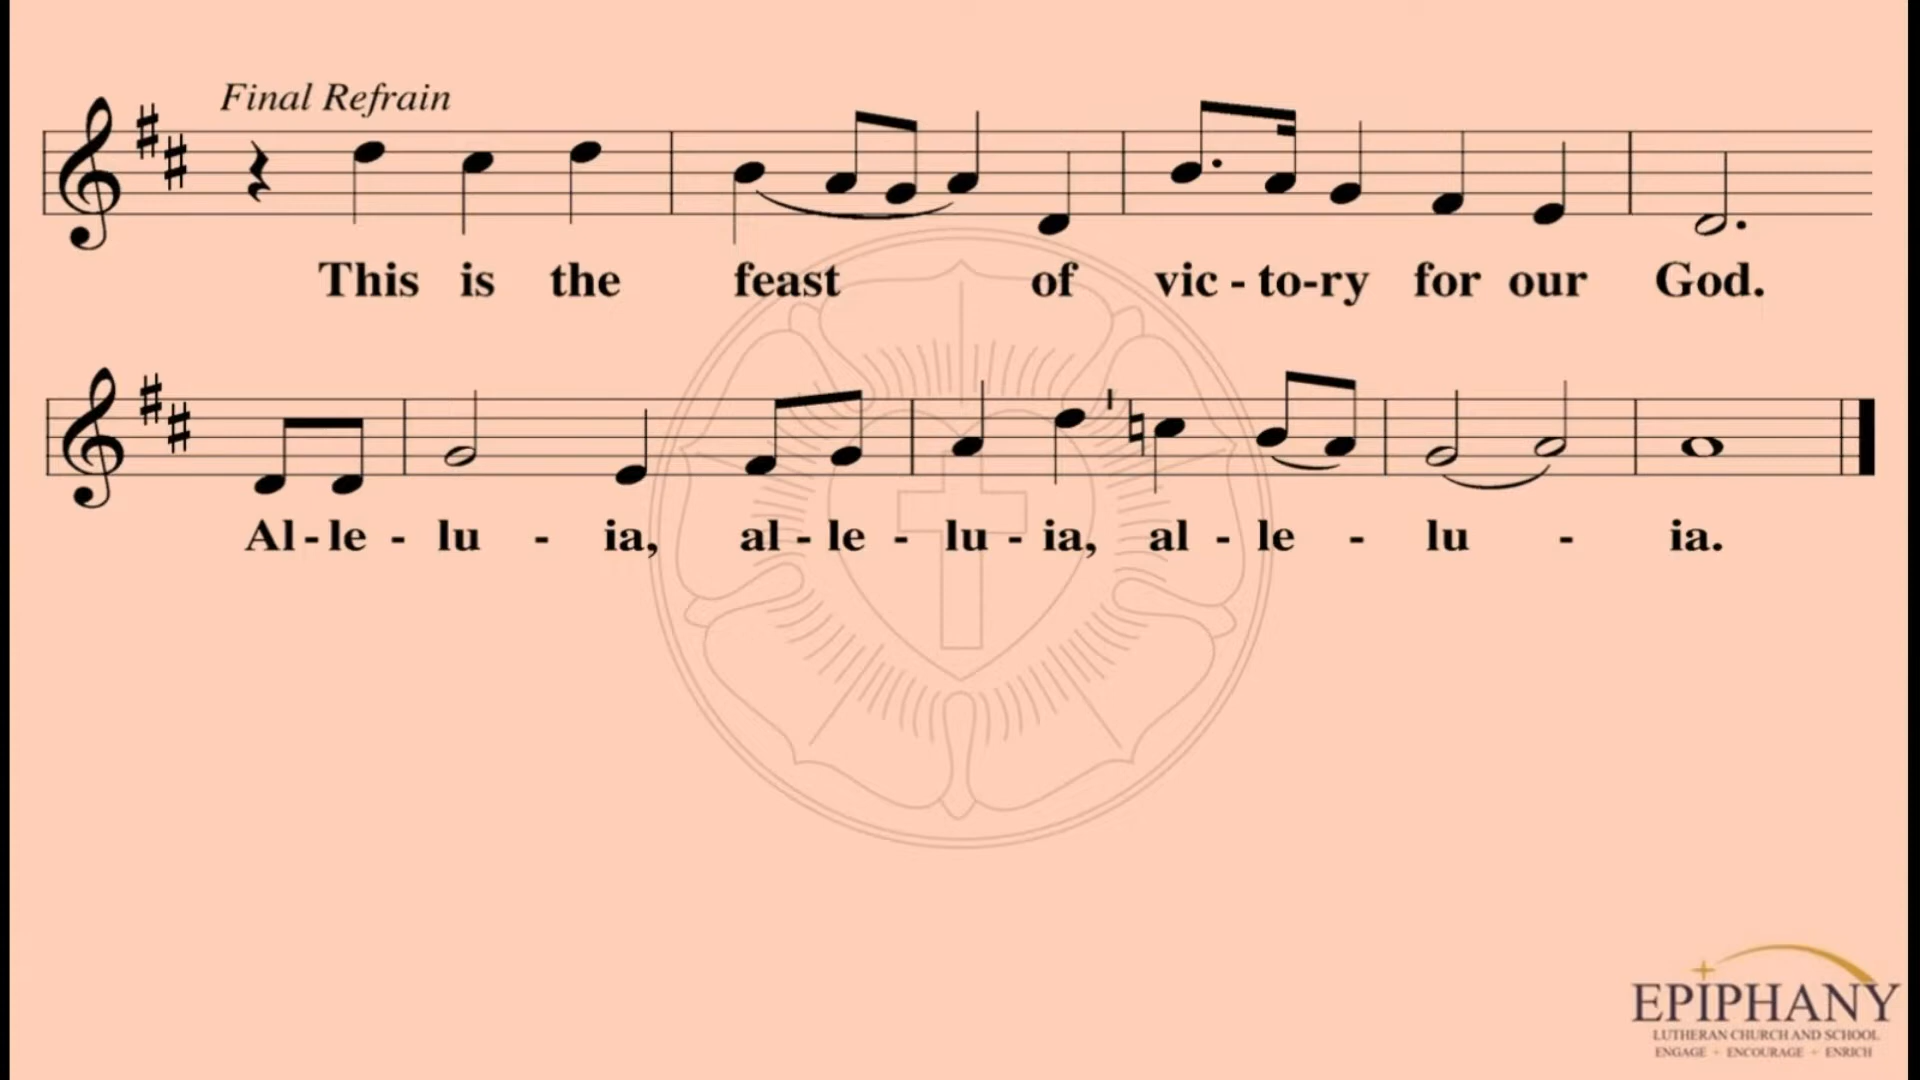 Final Refrain
This is the feast of vic - to-ry for our God.
Al - le - lu - ia, al - le - lu - ia, al - le - lu - ia.
EPIPHANY
LUTHERAN CHURCH AND SCHOOL
ENGAGE + ENCOURAGE + ENRICH